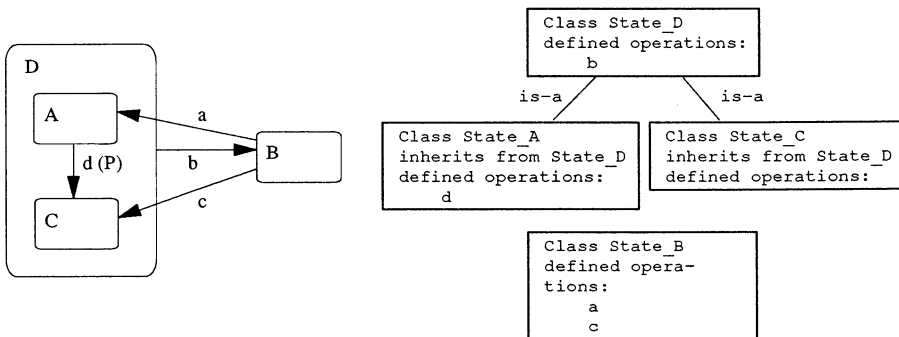 D
A
a
d (P)
b
B
C
c
Class State_D
defined operations:
b
is-a
is-a
Class State_A
inherits from State_D
defined operations:
d
Class State_C
inherits from State_D
defined operations:
Class State_B
defined opera-
tions:
a
c